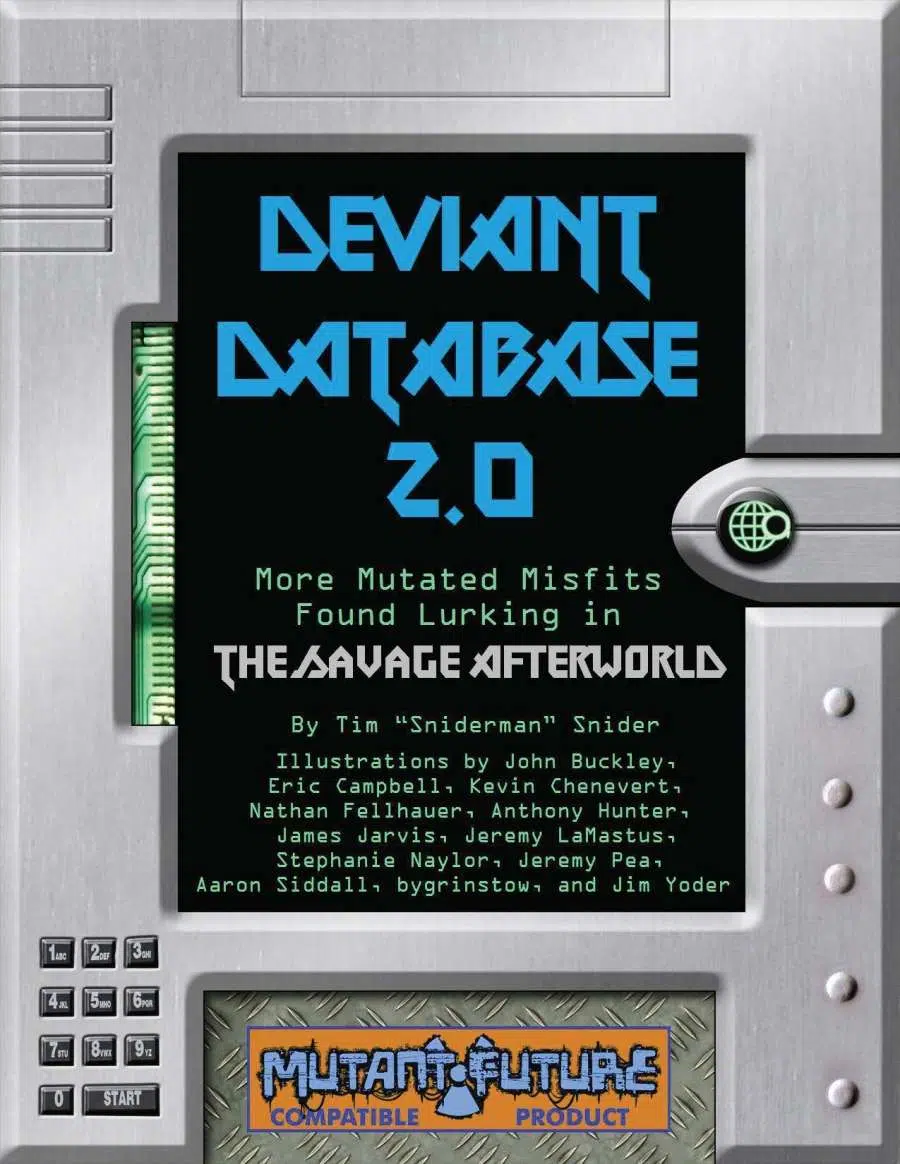 DEVIANT
DATABASE
2.0
More Mutated Misfits
Found Lurking in
THE SAVAGE AFTERWORLD
By Tim “Sniderman” Snider
Illustrations by John Buckley,
Eric Campbell, Kevin Chenevert,
Nathan Fellhauer, Anthony Hunter,
James Jarvis, Jeremy LaMastus,
Stephanie Naylor, Jeremy Pea,
Aaron Siddall, bygrinstow, and Jim Yoder
1ABC 2DEF 3GHI
4JKL 5MNO 6PQR
7STU 8VWX 9YZ
0 START
MUTANT FUTURE
COMPATIBLE PRODUCT